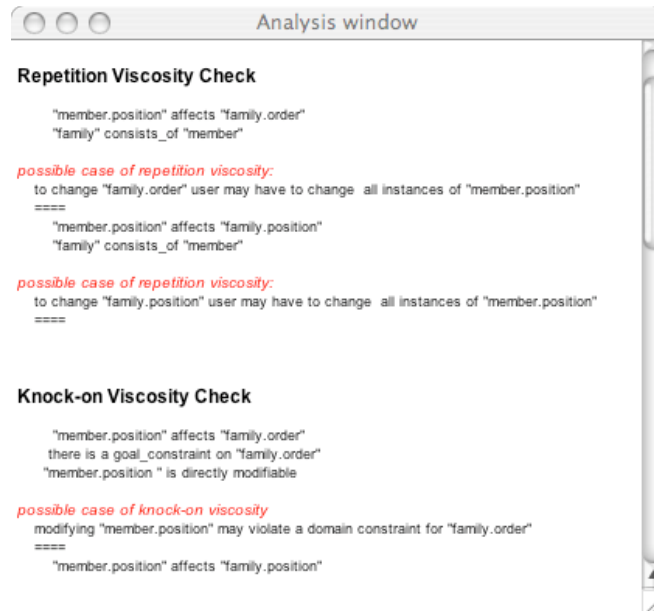 Analysis window
Repetition Viscosity Check
"member.position" affects "family.order"
"family" consists_of "member"
possible case of repetition viscosity:
to change "family.order" user may have to change all instances of "member.position"
====
"member.position" affects "family.position"
"family" consists_of "member"
possible case of repetition viscosity:
to change "family.position" user may have to change all instances of "member.position"
====
Knock-on Viscosity Check
"member.position" affects "family.order"
there is a goal_constraint on "family.order"
"member.position " is directly modifiable
possible case of knock-on viscosity
modifying "member.position" may violate a domain constraint for "family.order"
====
"member.position" affects "family.position"